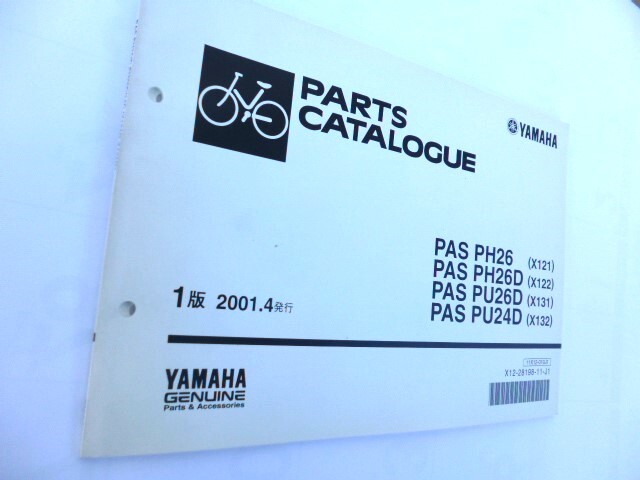 PARTS
CATALOGUE
YAMAHA
PAS PH26 (X121)
PAS PH26D (X122)
PAS PU26D (X131)
PAS PU24D (X132)
1版 2001.4発行
YAMAHA
GENUINE
Parts & Accessories
X12-28198-11-J1